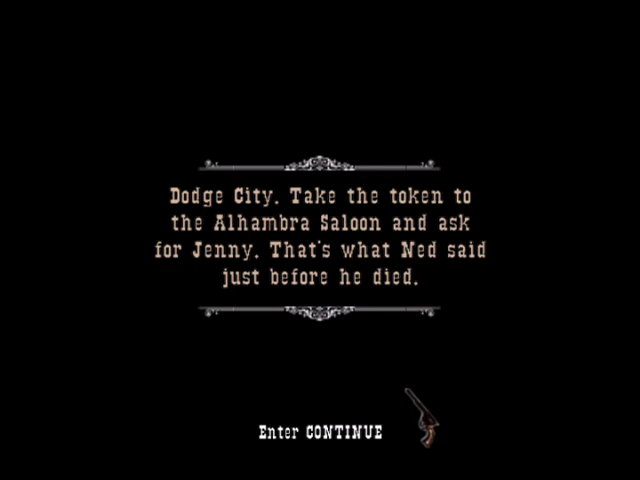 Dodge City. Take the token to
the Alhambra Saloon and ask
for Jenny. That's what Ned said
just before he died.
Enter CONTINUE